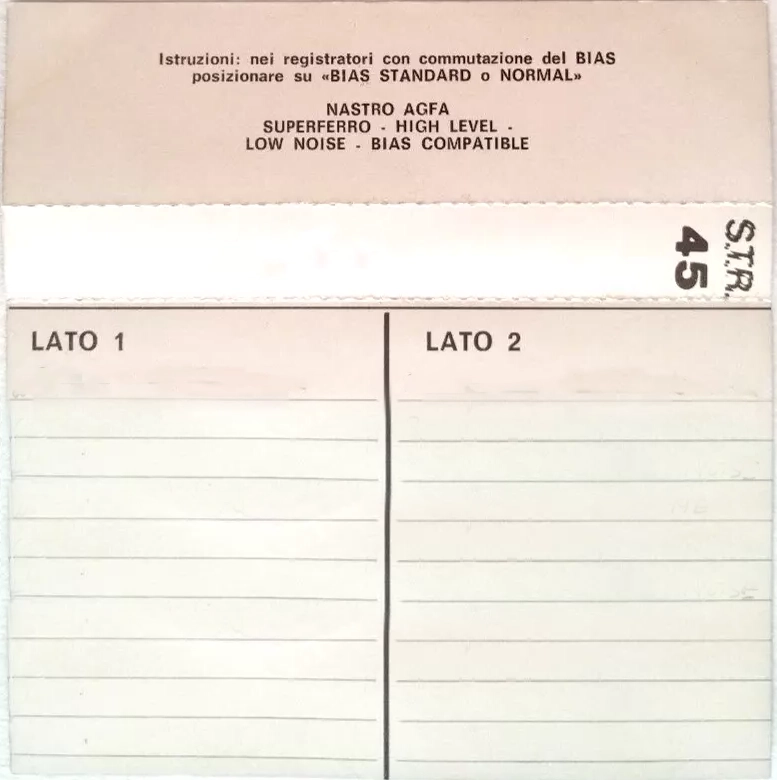 Istruzioni: nei registratori con commutazione del BIAS
posizionare su «BIAS STANDARD o NORMAL»
NASTRO AGFA
SUPERFERRO - HIGH LEVEL -
LOW NOISE - BIAS COMPATIBLE
S.T.R.
45
LATO 1
LATO 2